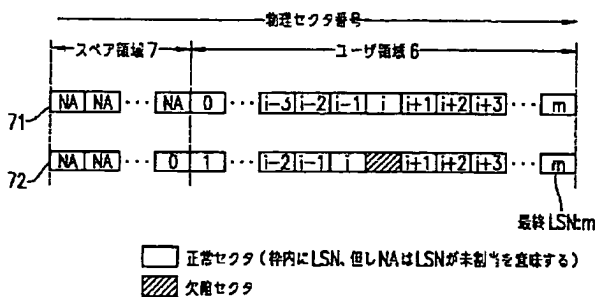 物理セクタ番号
スペア領域7 ユーザ領域6
71 NA NA ··· NA 0 ··· i-3 i-2 i-1 i i+1 i+2 i+3 ··· m
72 NA NA ··· 0 1 ··· i-2 i-1 i i+1 i+2 i+3 ··· m
最終LSN:m
正常セクタ(枠内にLSN、但しNAはLSNが未割当を意味する)
欠陥セクタ